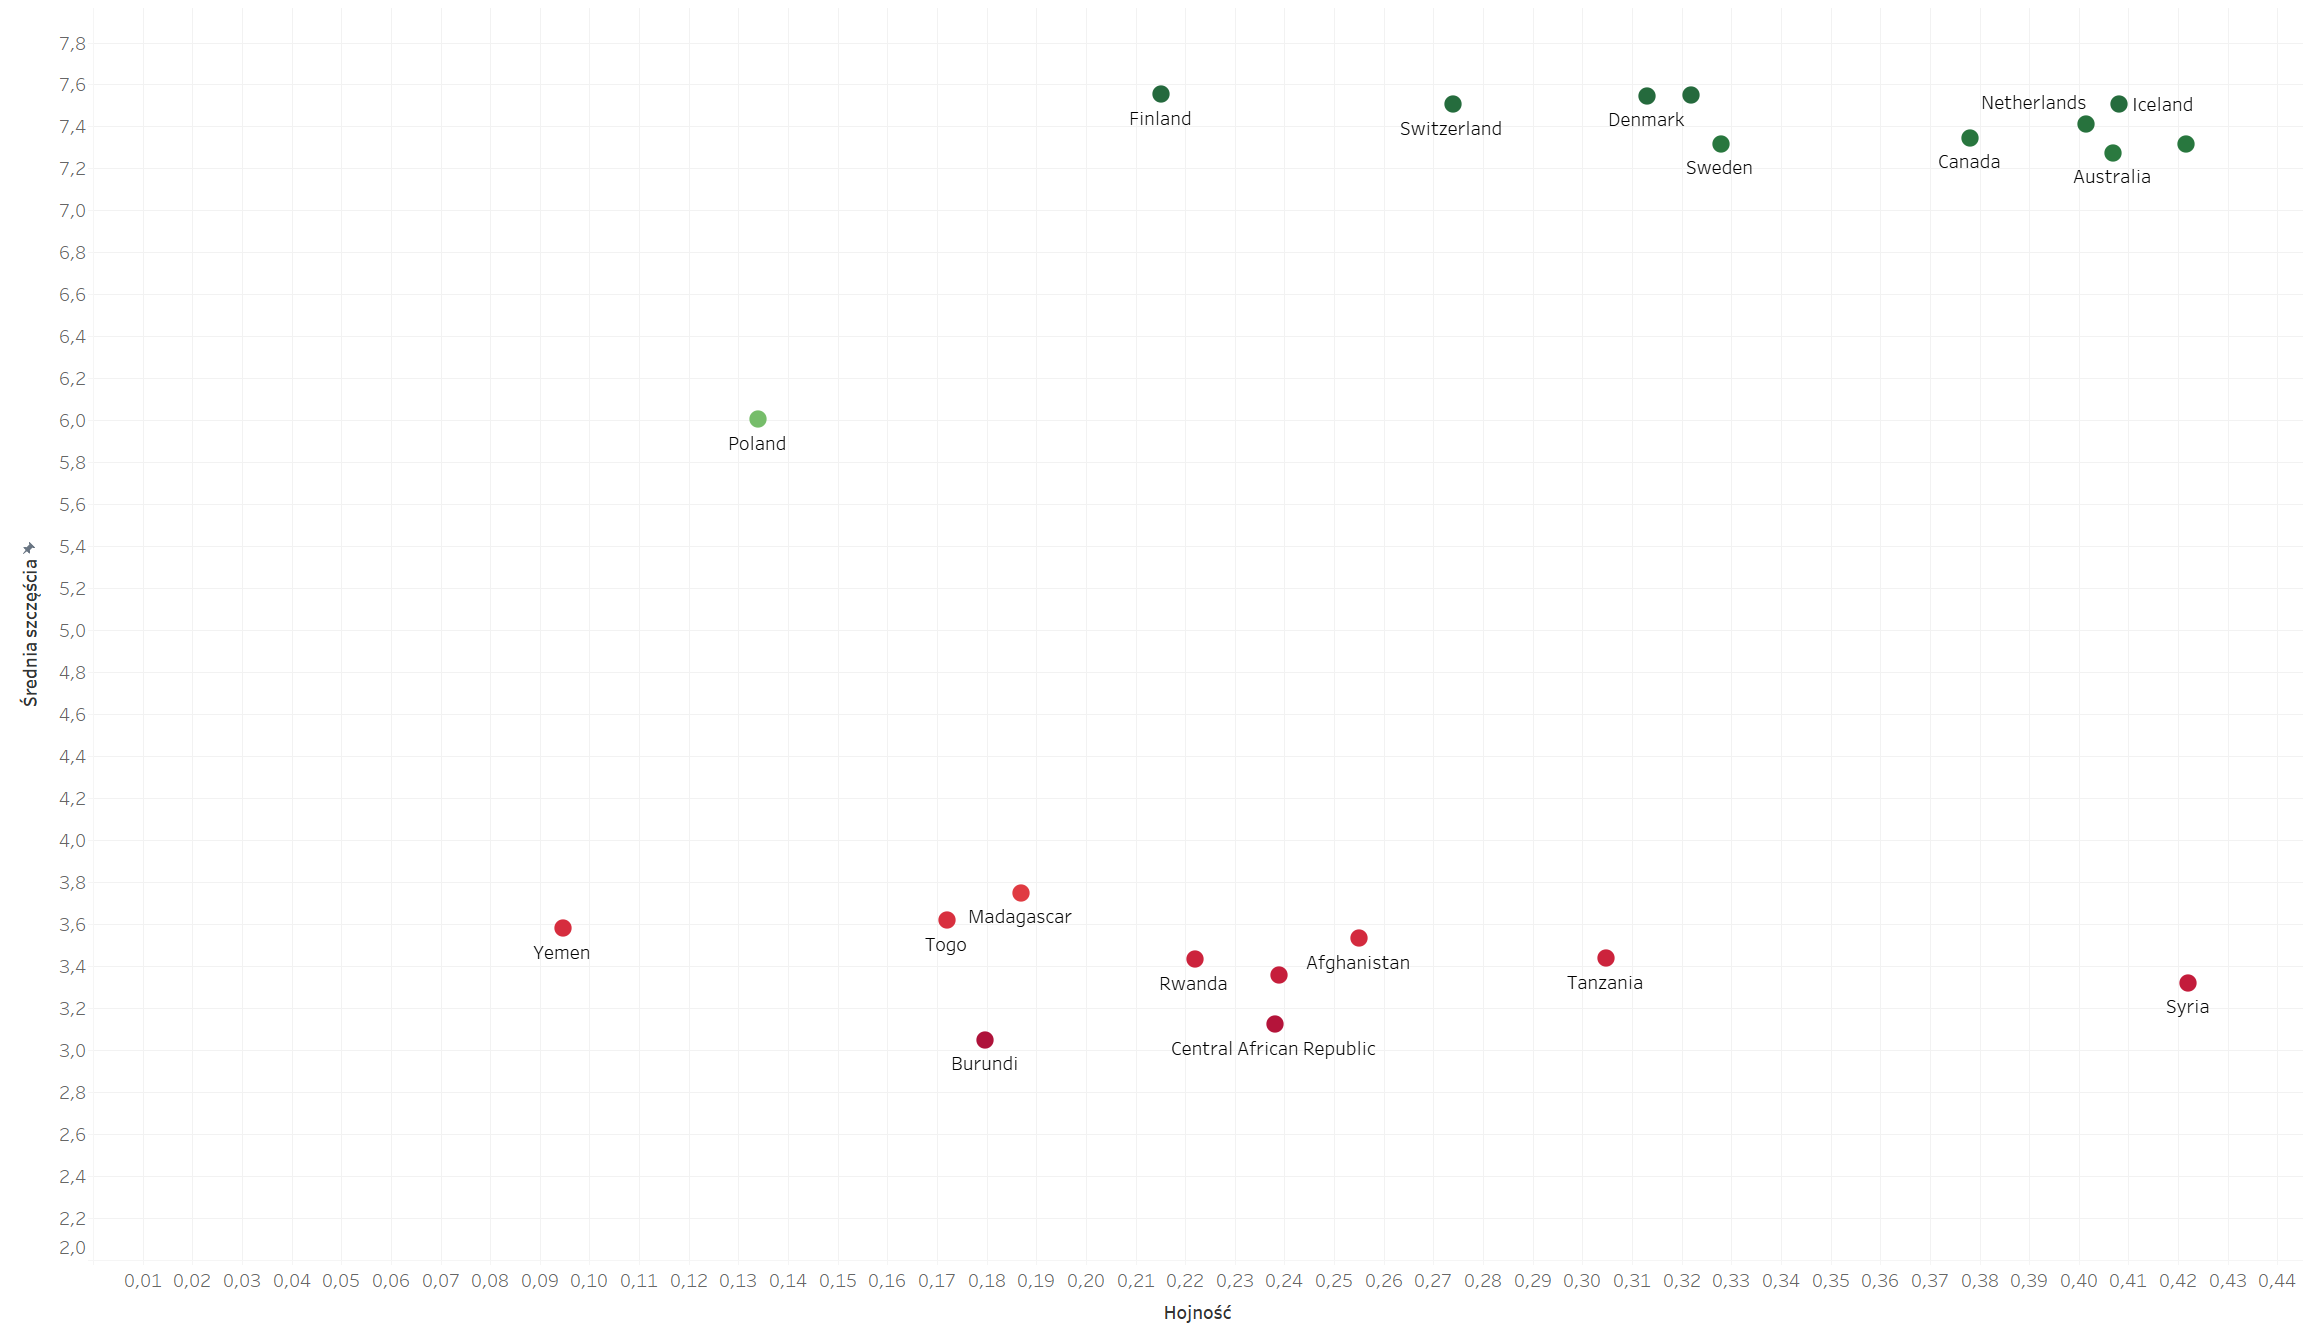 7,8
7,6
7,4
7,2
7,0
6,8
6,6
6,4
6,2
6,0
5,8
5,6
5,4
5,2
5,0
4,8
4,6
4,4
4,2
4,0
3,8
3,6
3,4
3,2
3,0
2,8
2,6
2,4
2,2
2,0
Średnia szczęścia
Finland
Switzerland
Denmark
Sweden
Netherlands
Iceland
Canada
Australia
Poland
Yemen
Togo
Madagascar
Rwanda
Afghanistan
Tanzania
Syria
Burundi
Central African Republic
0,01 0,02 0,03 0,04 0,05 0,06 0,07 0,08 0,09 0,10 0,11 0,12 0,13 0,14 0,15 0,16 0,17 0,18 0,19 0,20 0,21 0,22 0,23 0,24 0,25 0,26 0,27 0,28 0,29 0,30 0,31 0,32 0,33 0,34 0,35 0,36 0,37 0,38 0,39 0,40 0,41 0,42 0,43 0,44
Hojność